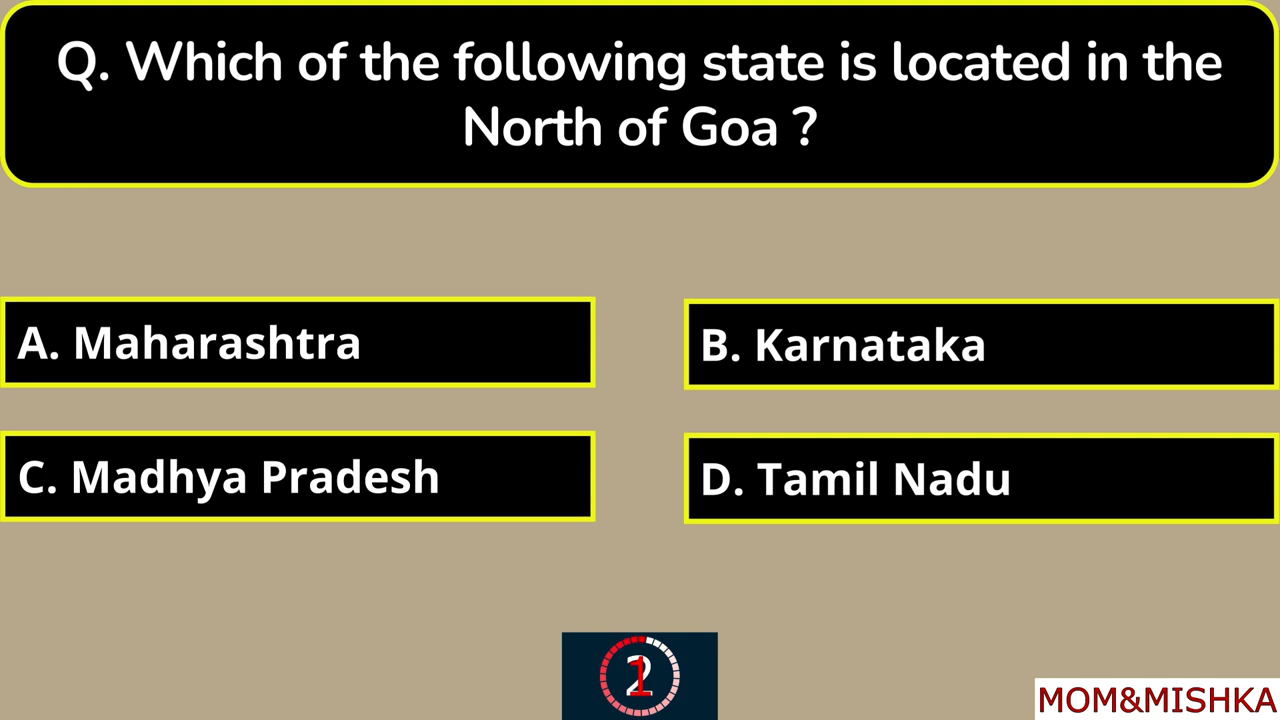 Q. Which of the following state is located in the
North of Goa ?
A. Maharashtra
B. Karnataka
C. Madhya Pradesh
D. Tamil Nadu
MOM&MISHKA